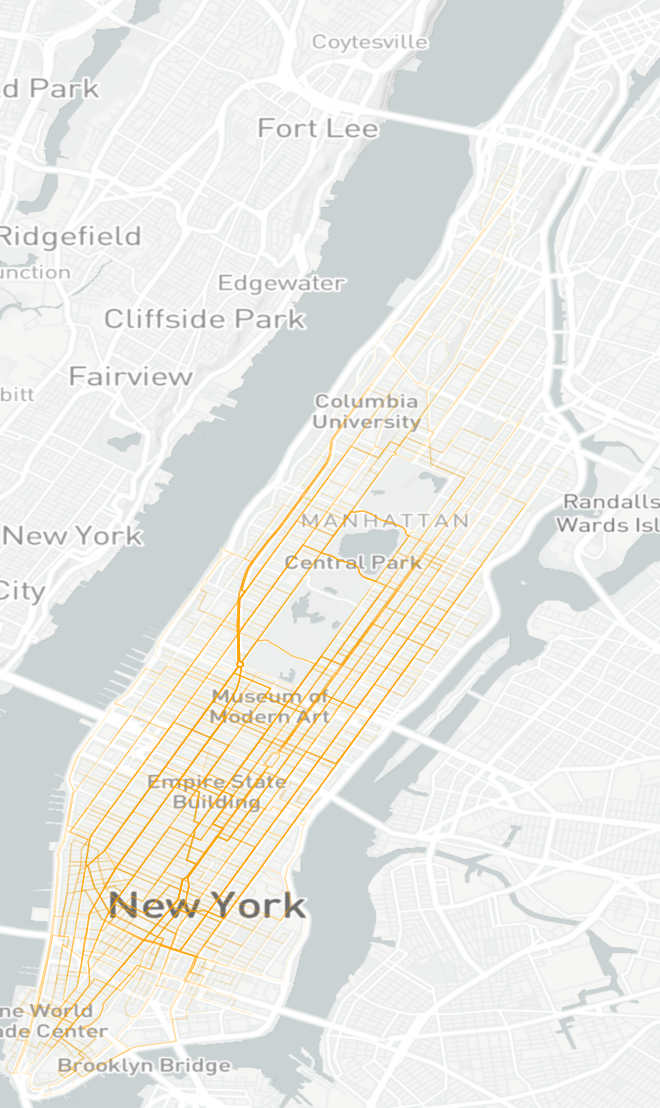 Coytesville
d Park
Fort Lee
Ridgefield
unction
Edgewater
Cliffside Park
Fairview
bitt
Columbia
University
Randalls
Wards Isl
MANHATTAN
New York
Central Park
City
Museum of
Modern Art
Empire State
Building
New York
ne World
ade Center
Brooklyn Bridge